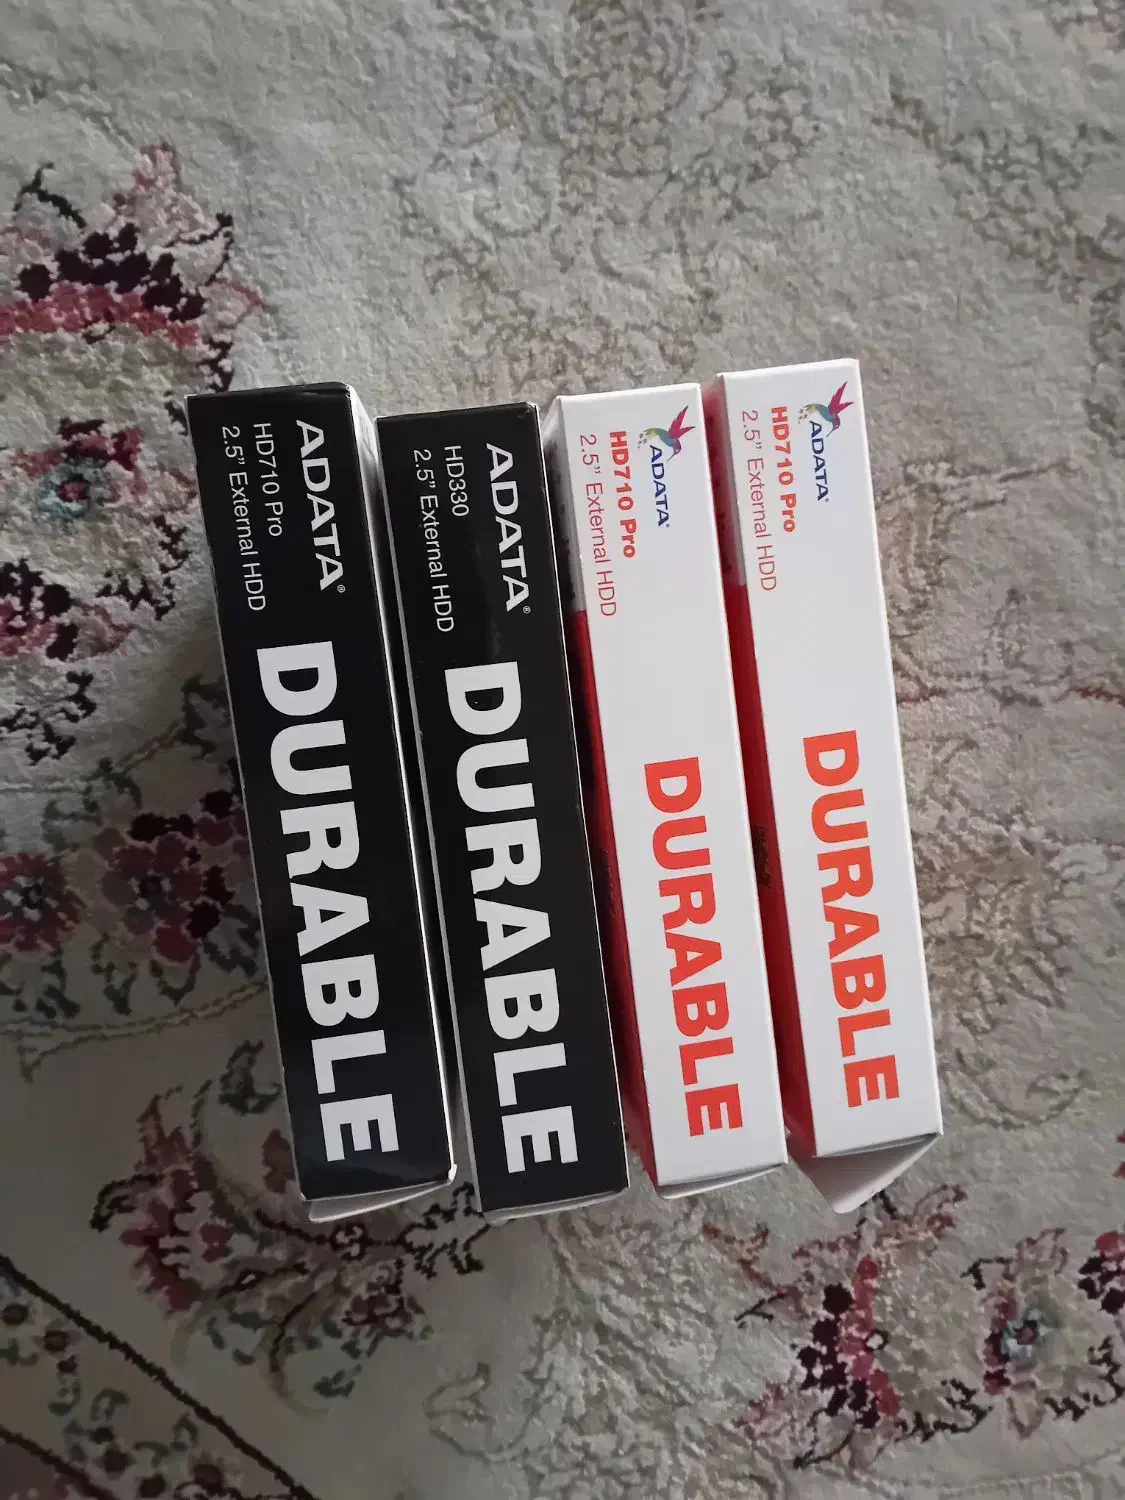 ADATA®
HD710 Pro
2.5” External HDD
DURABLE
ADATA®
HD330
2.5” External HDD
DURABLE
ADATA®
HD710 Pro
2.5” External HDD
DURABLE
ADATA®
HD710 Pro
2.5” External HDD
DURABLE